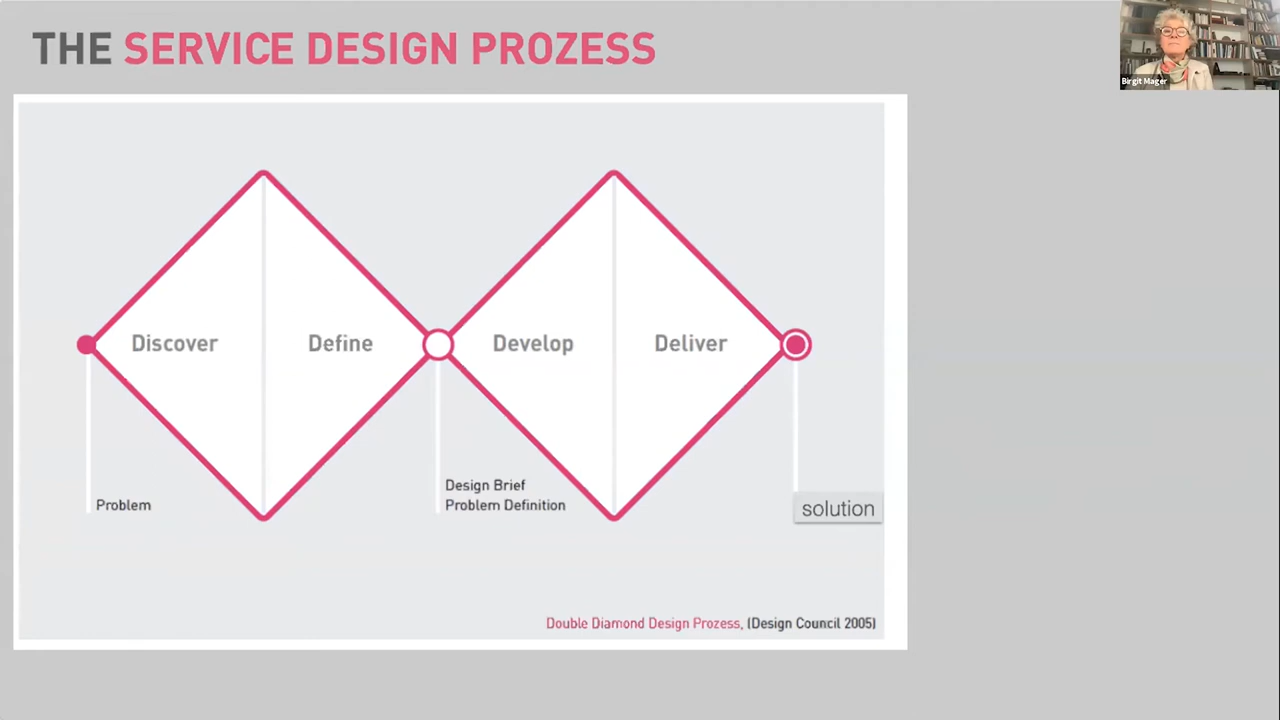 THE SERVICE DESIGN PROZESS
Birgit Mager
Discover
Define
Develop
Deliver
Problem
Design Brief
Problem Definition
solution
Double Diamond Design Prozess, (Design Council 2005)